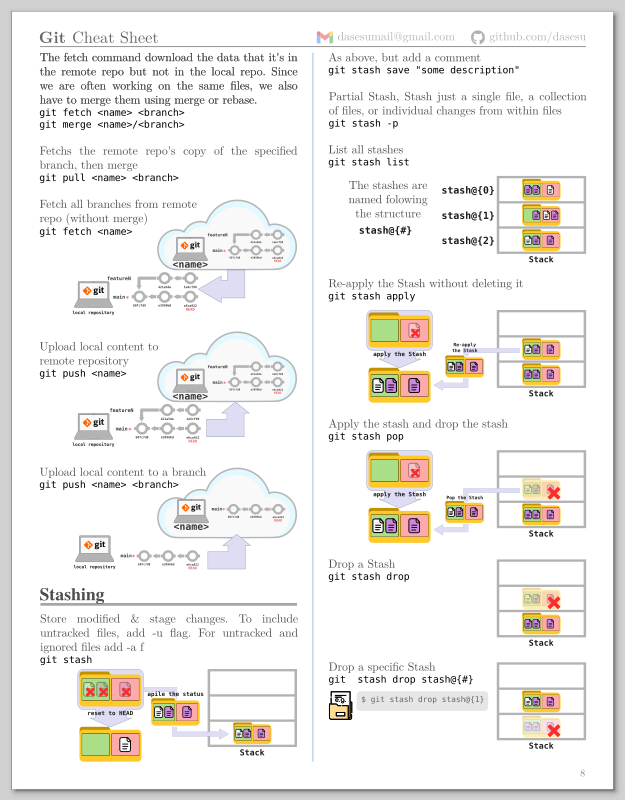 Git Cheat Sheet
dasesumail@gmail.com
github.com/dasesu
The fetch command download the data that it's in
the remote repo but not in the local repo. Since
we are often working on the same files, we also
have to merge them using merge or rebase.
git fetch <name> <branch>
git merge <name>/<branch>
Fetchs the remote repo's copy of the specified
branch, then merge
git pull <name> <branch>
Fetch all branches from remote
repo (without merge)
git fetch <name>
git
<name>
featureN
main
HEAD
git
local repository
featureN
main
HEAD
Upload local content to
remote repository
git push <name>
git
<name>
featureN
main
HEAD
git
local repository
featureN
main
HEAD
Upload local content to a branch
git push <name> <branch>
git
<name>
main
HEAD
git
local repository
main
HEAD
Stashing
Store modified & stage changes. To include
untracked files, add -u flag. For untracked and
ignored files add -a f
git stash
apile the status
reset to HEAD
Stack
As above, but add a comment
git stash save "some description"
Partial Stash, Stash just a single file, a collection
of files, or individual changes from within files
git stash -p
List all stashes
git stash list
The stashes are
named folowing
the structure
stash@{#}
stash@{0}
stash@{1}
stash@{2}
Stack
Re-apply the Stash without deleting it
git stash apply
Re-apply
the Stash
apply the Stash
Stack
Apply the stash and drop the stash
git stash pop
apply the Stash
Pop the Stash
Stack
Drop a Stash
git stash drop
Stack
Drop a specific Stash
git stash drop stash@{#}
e.g.
$ git stash drop stash@{1}
Stack
8